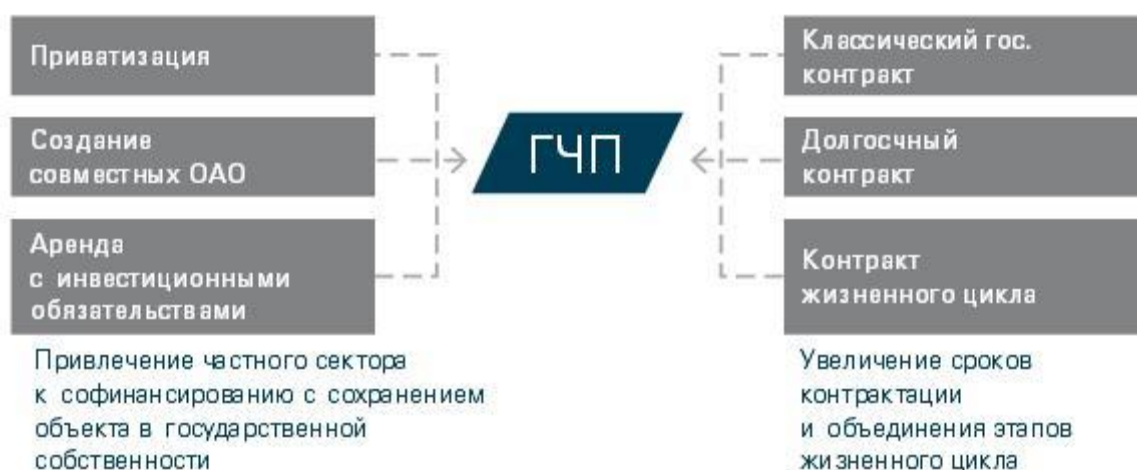 Приватизация
Создание
совместных ОАО
Аренда
с инвестиционными
обязательствами
Привлечение частного сектора
к софинансированию с сохранением
объекта в государственной
собственности
ГЧП
Классический гос.
контракт
Долгосчный
контракт
Контракт
жизненного цикла
Увеличение сроков
контрактации
и объединения этапов
жизненного цикла